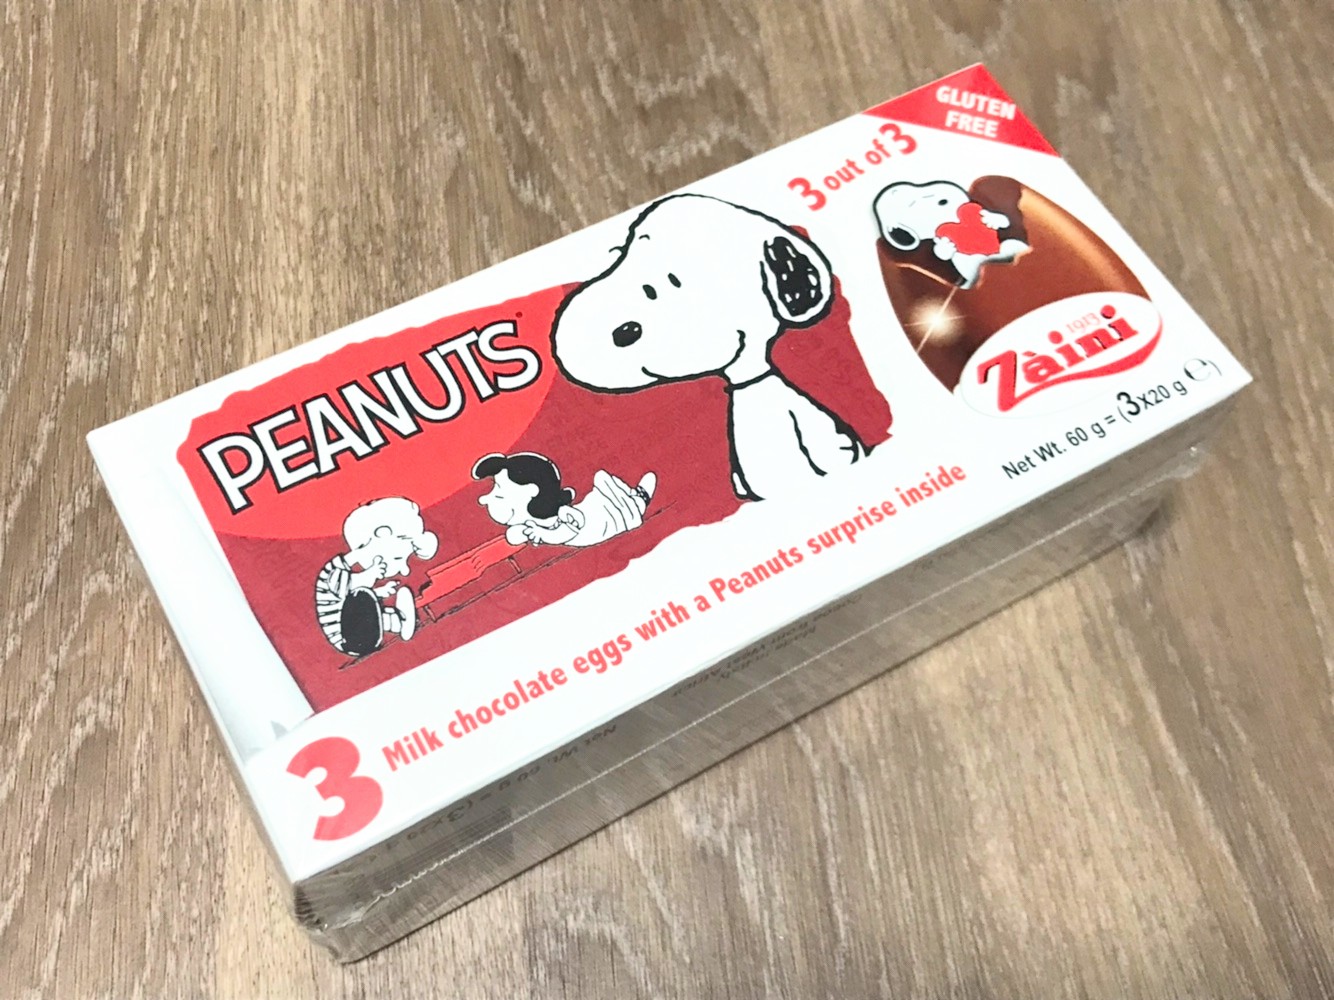 GLUTEN
FREE
3 out of 3
PEANUTS
1913
Zàini
Net Wt. 60 g = (3X20 g ℮)
3 Milk chocolate eggs with a Peanuts surprise inside